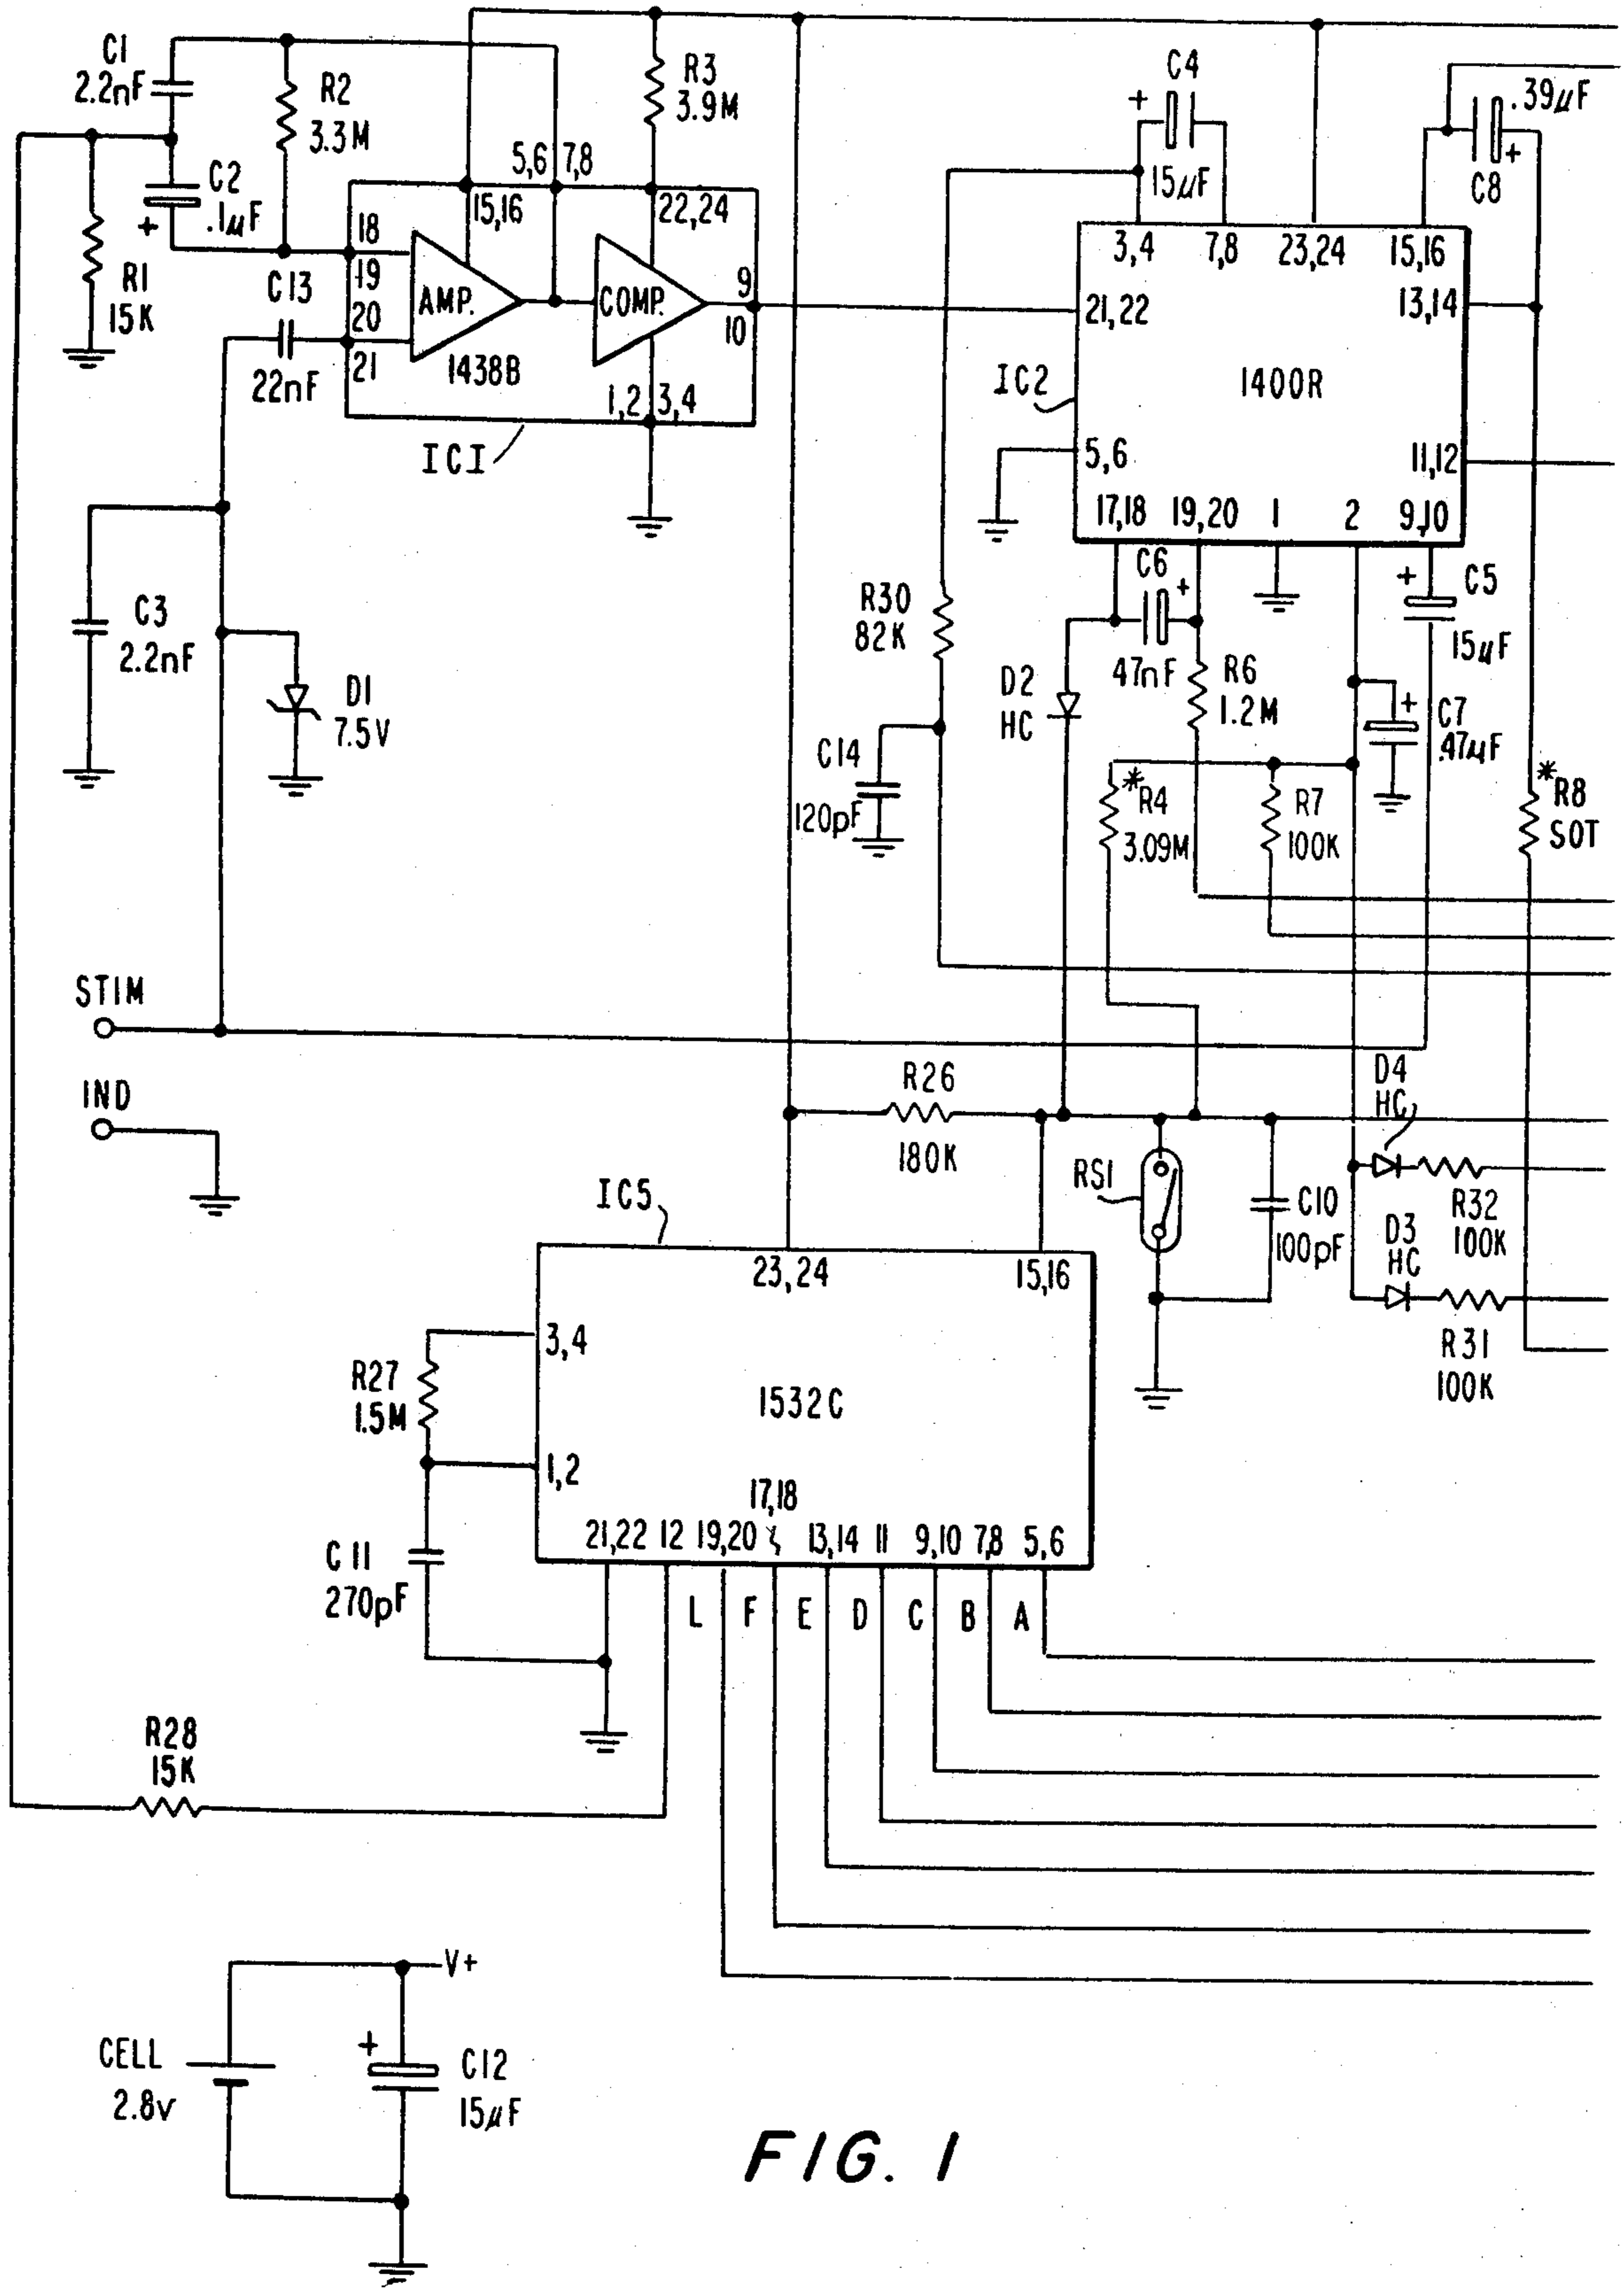 C1
2.2nF
R2
3.3M
R3
3.9M
C4
+
15µF
.39µF
+
C8
C2
.1µF
+
R1
15K
C13
22nF
5,6 7,8
15,16
22,24
18
19
20
21
AMP.
COMP.
9
10
1438B
1,2 3,4
IC1
3,4
7,8
23,24
15,16
21,22
13,14
IC2
1400R
5,6
11,12
17,18
19,20
1
2
9,10
C6
+
47nF
+
C5
15µF
C3
2.2nF
D1
7.5V
R30
82K
D2
HC
R6
1.2M
+
C7
.47µF
C14
120pF
*R4
3.09M
R7
100K
*R8
SOT
STIM
IND
R26
180K
D4
HC
RS1
C10
100pF
R32
100K
D3
HC
R31
100K
IC5
23,24
15,16
3,4
R27
1.5M
1532C
1,2
17,18
21,22 12 19,20 13,14 11 9,10 7,8 5,6
C11
270pF
L F E D C B A
R28
15K
V+
CELL
2.8v
+
C12
15µF
FIG. 1